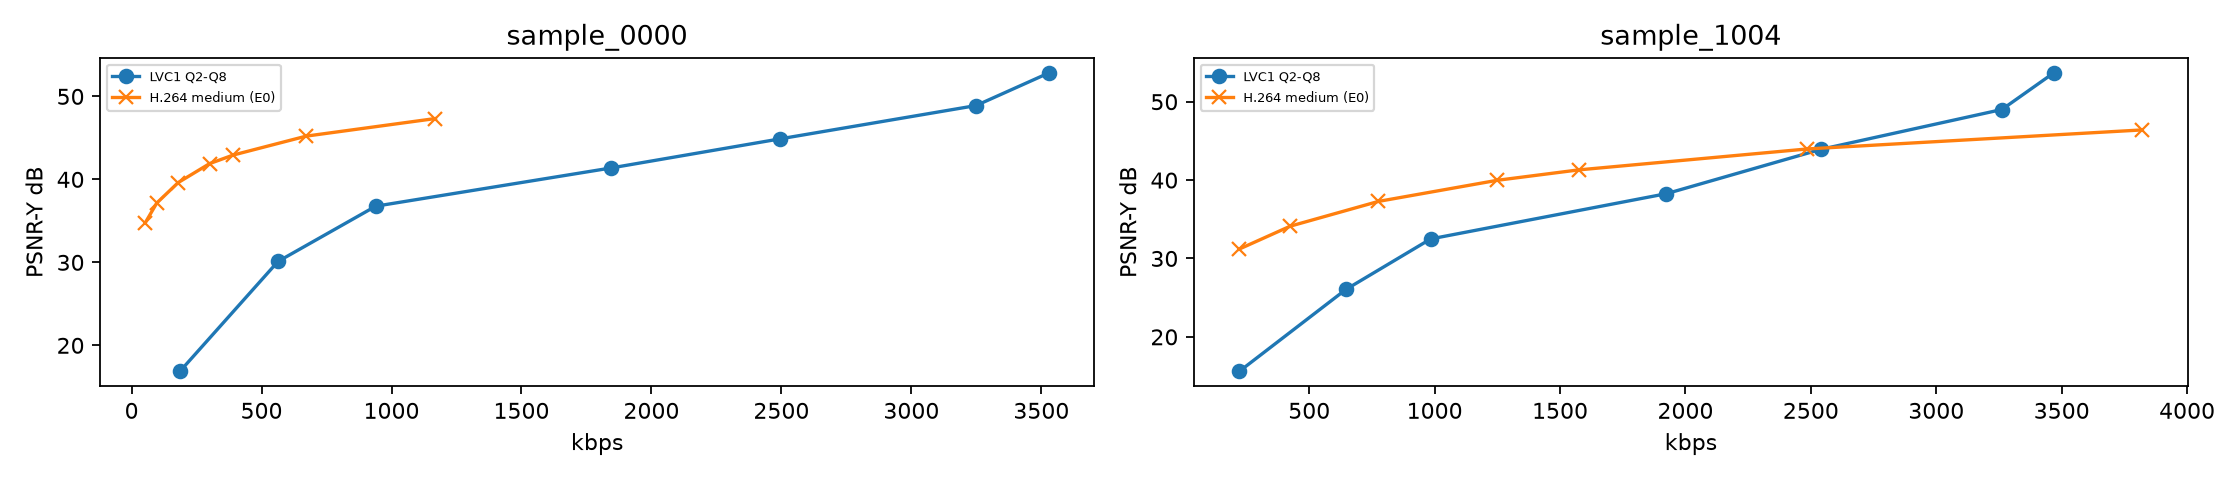 sample_0000
LVC1 Q2-Q8
H.264 medium (E0)
PSNR-Y dB
50
40
30
20
0 500 1000 1500 2000 2500 3000 3500
kbps
sample_1004
LVC1 Q2-Q8
H.264 medium (E0)
PSNR-Y dB
50
40
30
20
500 1000 1500 2000 2500 3000 3500 4000
kbps